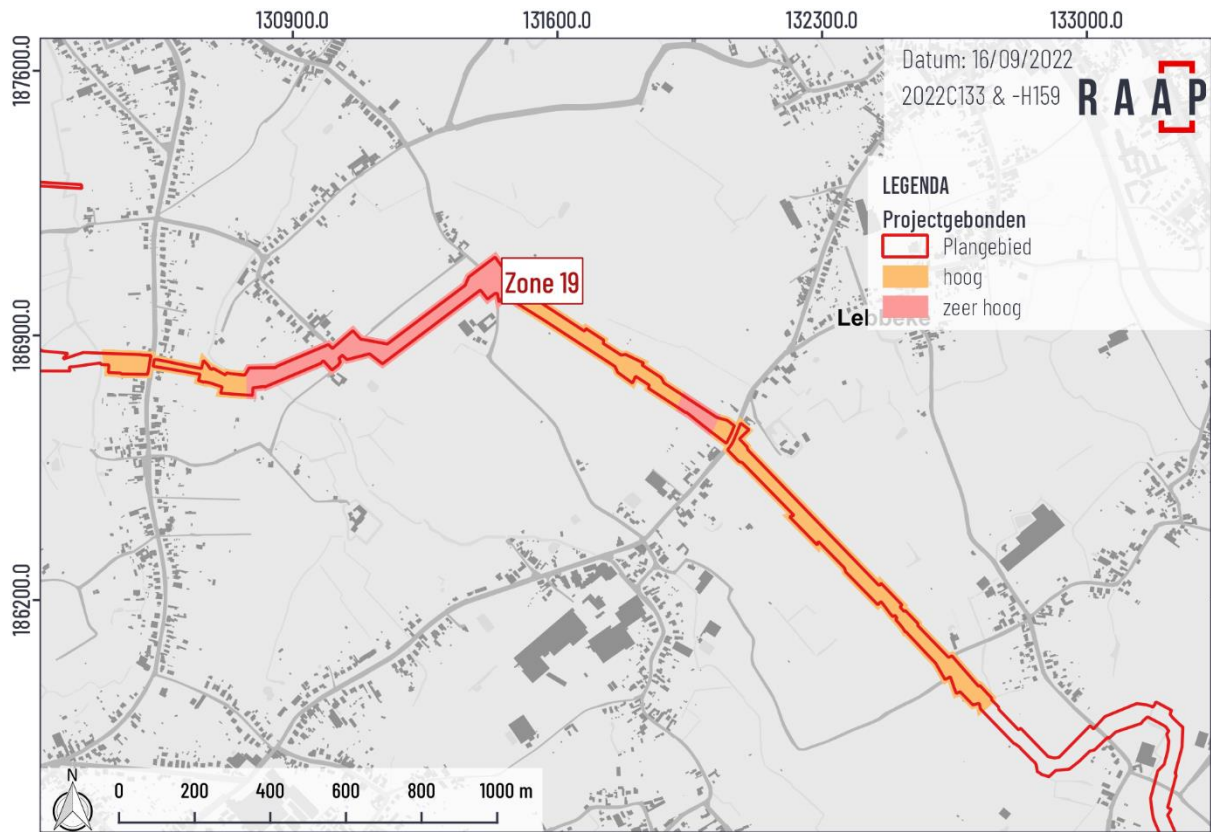 130900.0
131600.0
132300.0
133000.0
187600.0
186900.0
186200.0
Datum: 16/09/2022
2022C133 & -H159
RAAP
LEGENDA
Projectgebonden
Plangebied
hoog
zeer hoog
Zone 19
N
0 200 400 600 800 1000 m